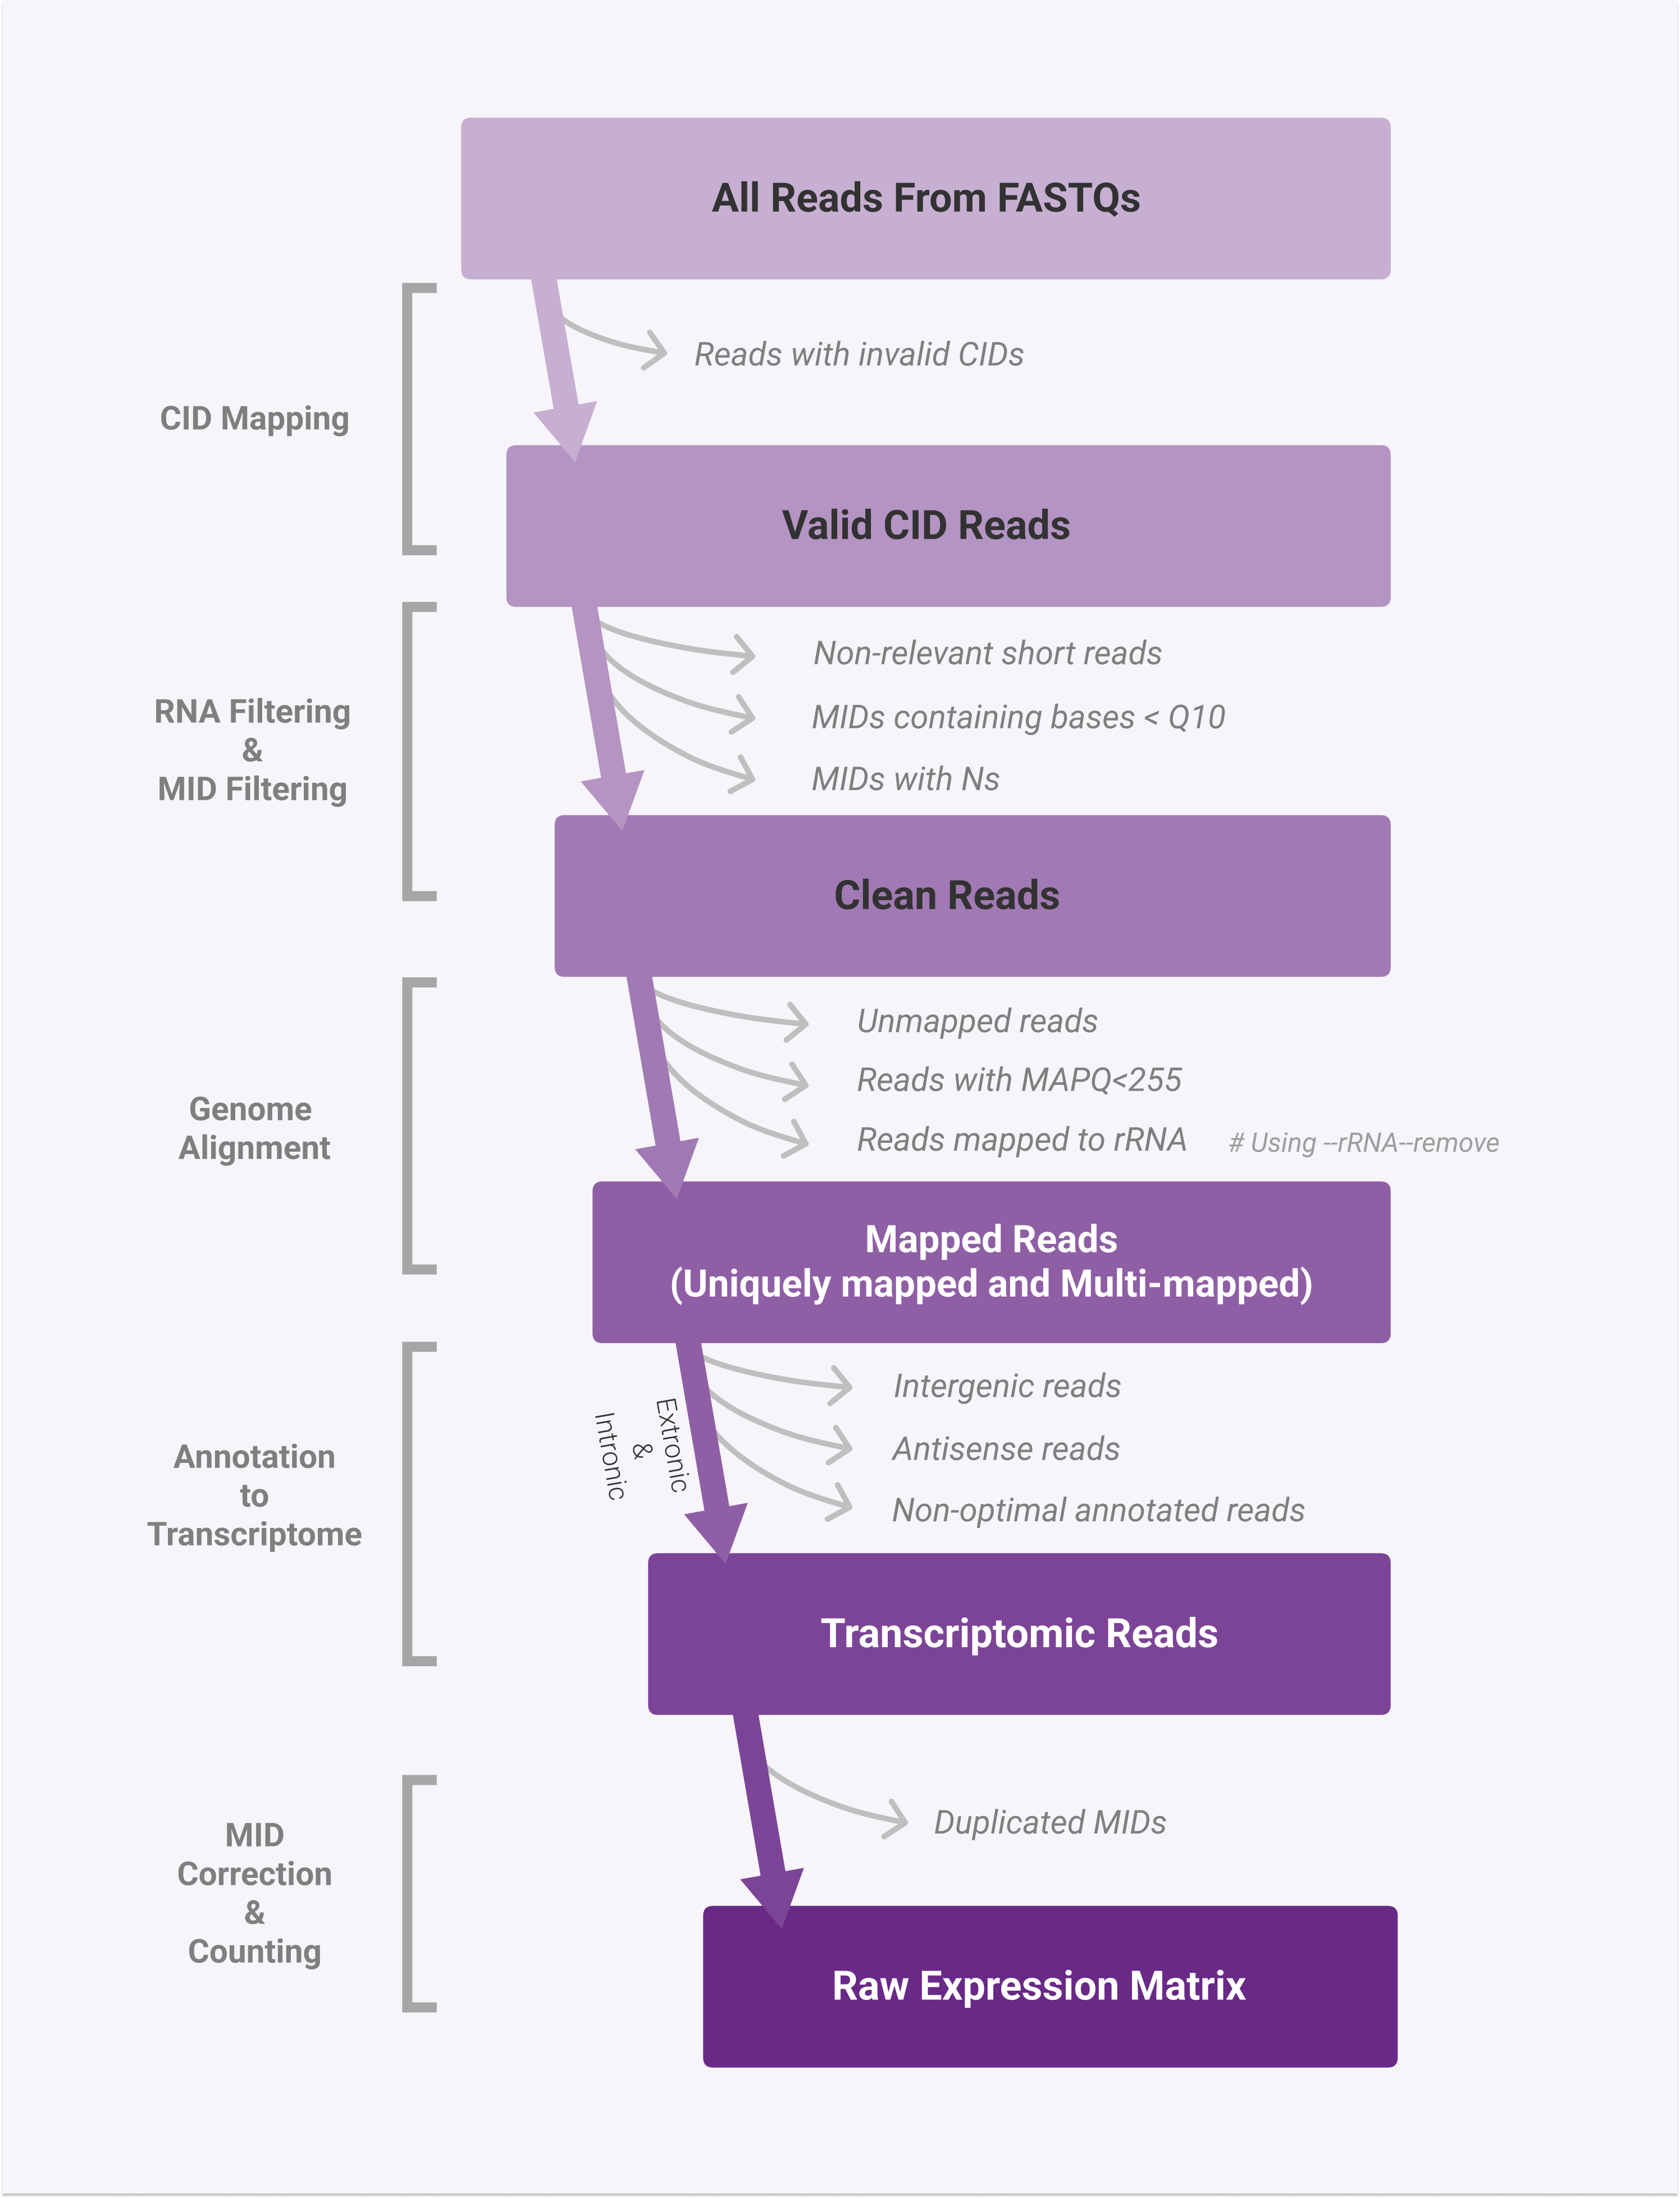 All Reads From FASTQs
Reads with invalid CIDs
CID Mapping
Valid CID Reads
Non-relevant short reads
MIDs containing bases < Q10
MIDs with Ns
RNA Filtering
&
MID Filtering
Clean Reads
Unmapped reads
Reads with MAPQ<255
Reads mapped to rRNA # Using --rRNA--remove
Genome
Alignment
Mapped Reads
(Uniquely mapped and Multi-mapped)
Extronic
&
Intronic
Intergenic reads
Antisense reads
Non-optimal annotated reads
Annotation
to
Transcriptome
Transcriptomic Reads
Duplicated MIDs
MID
Correction
&
Counting
Raw Expression Matrix